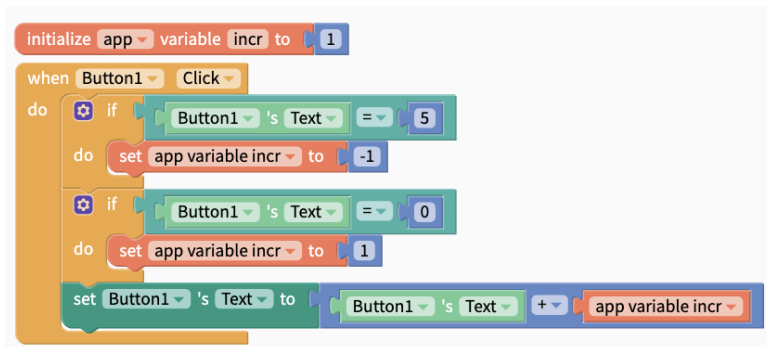 initialize app variable incr to 1
when Button1 Click
do if Button1 's Text = 5
do set app variable incr to -1
if Button1 's Text = 0
do set app variable incr to 1
set Button1 's Text to Button1 's Text + app variable incr